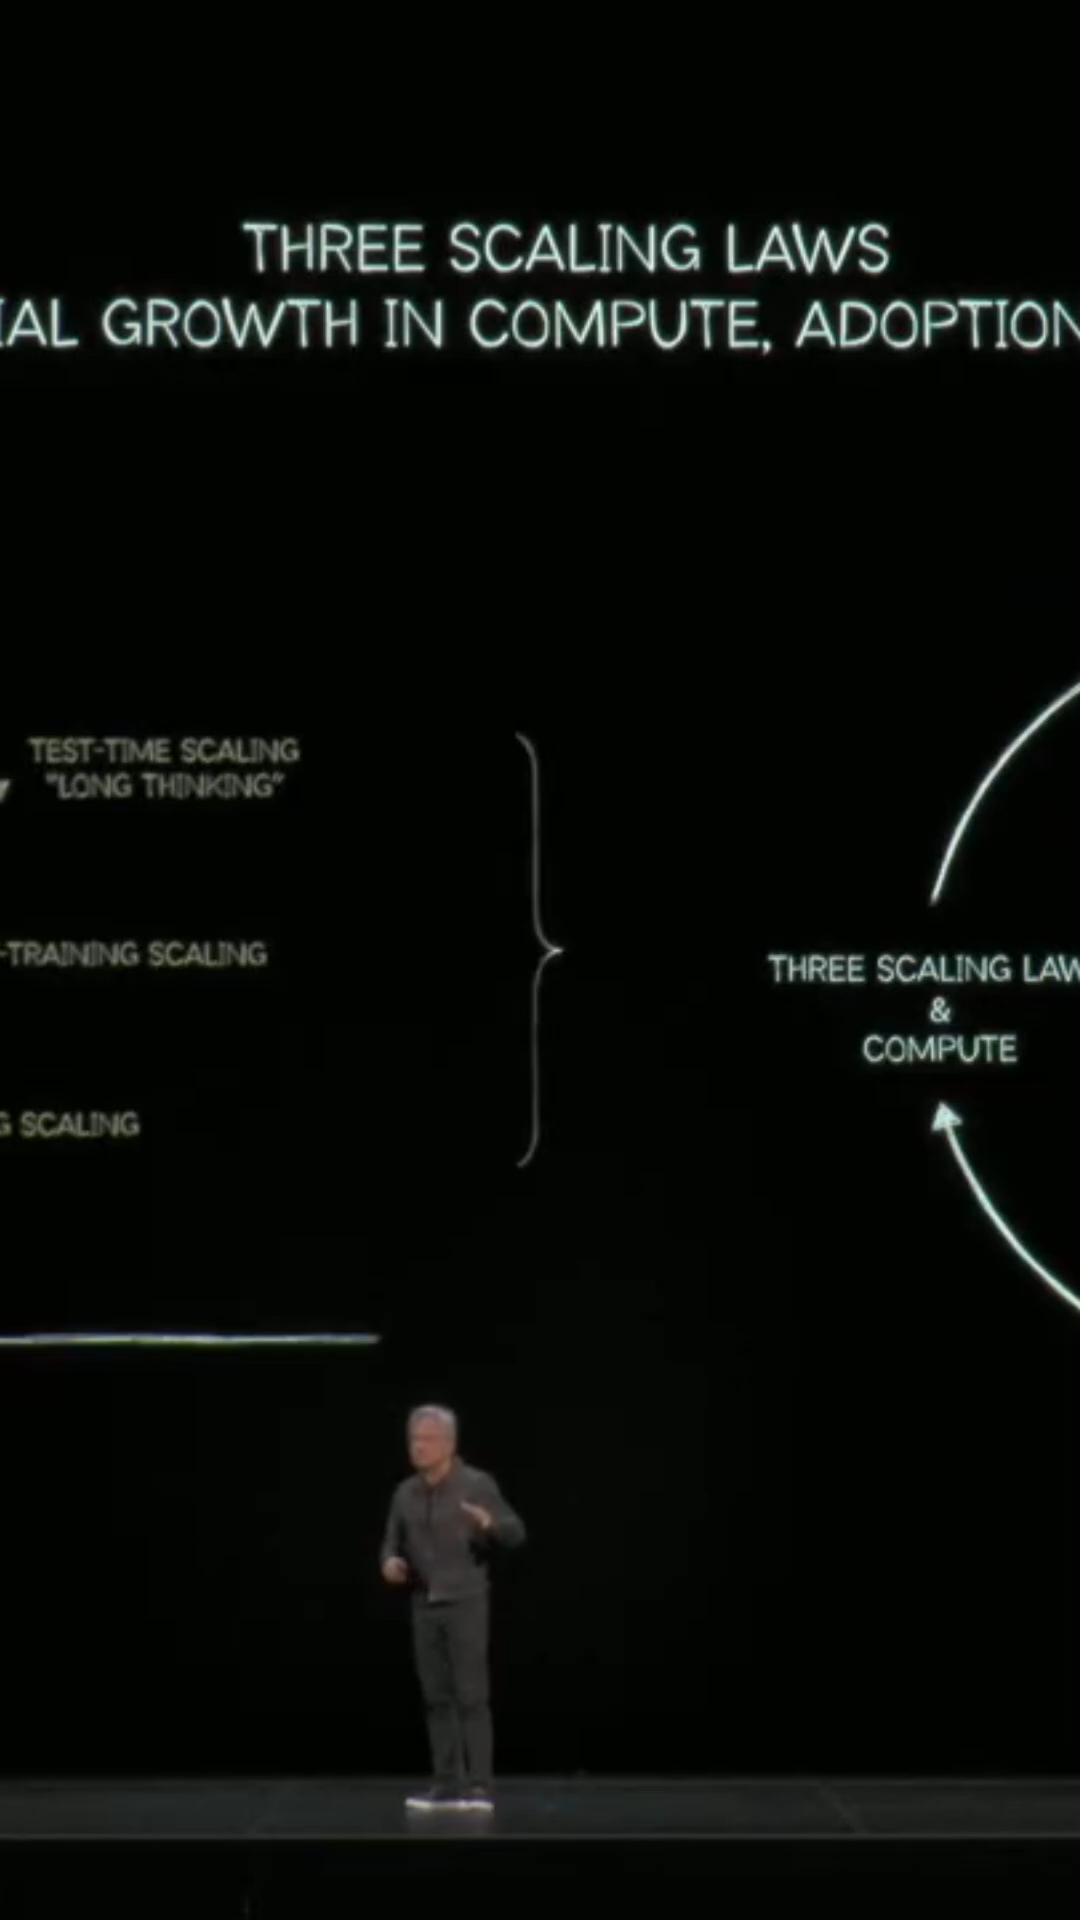 THREE SCALING LAWS
IAL GROWTH IN COMPUTE, ADOPTION
TEST-TIME SCALING
"LONG THINKING"
-TRAINING SCALING
G SCALING
THREE SCALING LAW
&
COMPUTE